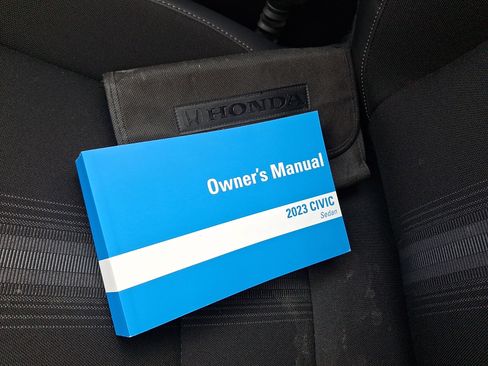 HONDA
Owner's Manual
2023 CIVIC
Sedan